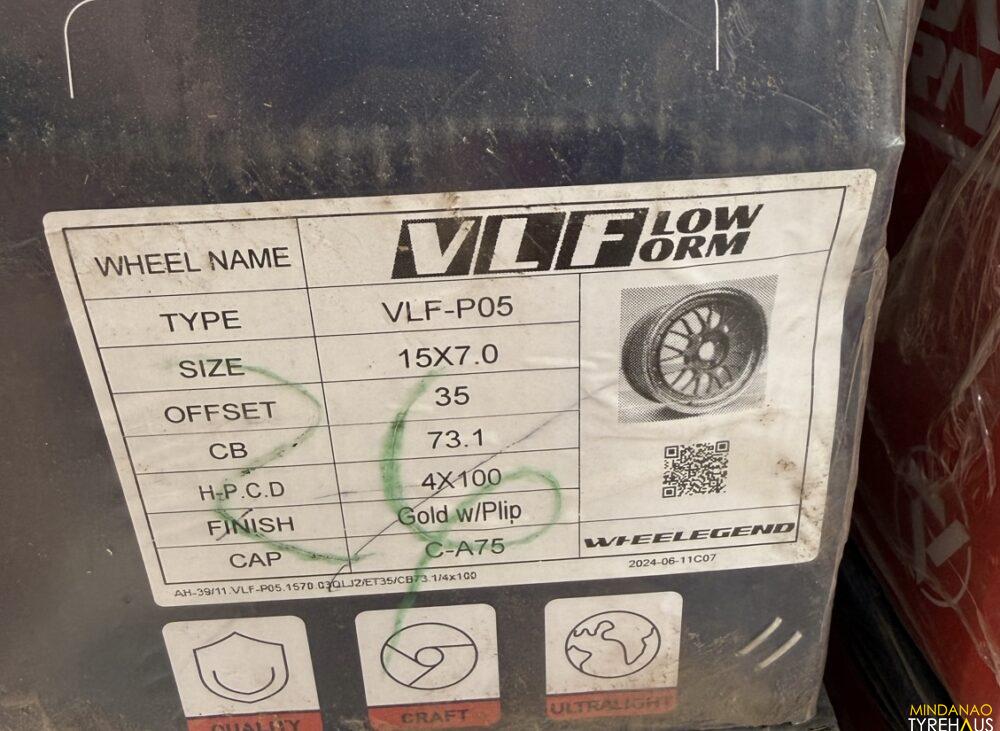 WHEEL NAME VLF LOW ORM
TYPE VLF-P05
SIZE 15X7.0
OFFSET 35
CB 73.1
H-P.C.D 4X100
FINISH Gold w/Plip
CAP C-A75
WHEELEGEND
2024-06-11C07
QUALITY CRAFT ULTRALIGHT
MINDANAO
TYREHAUS